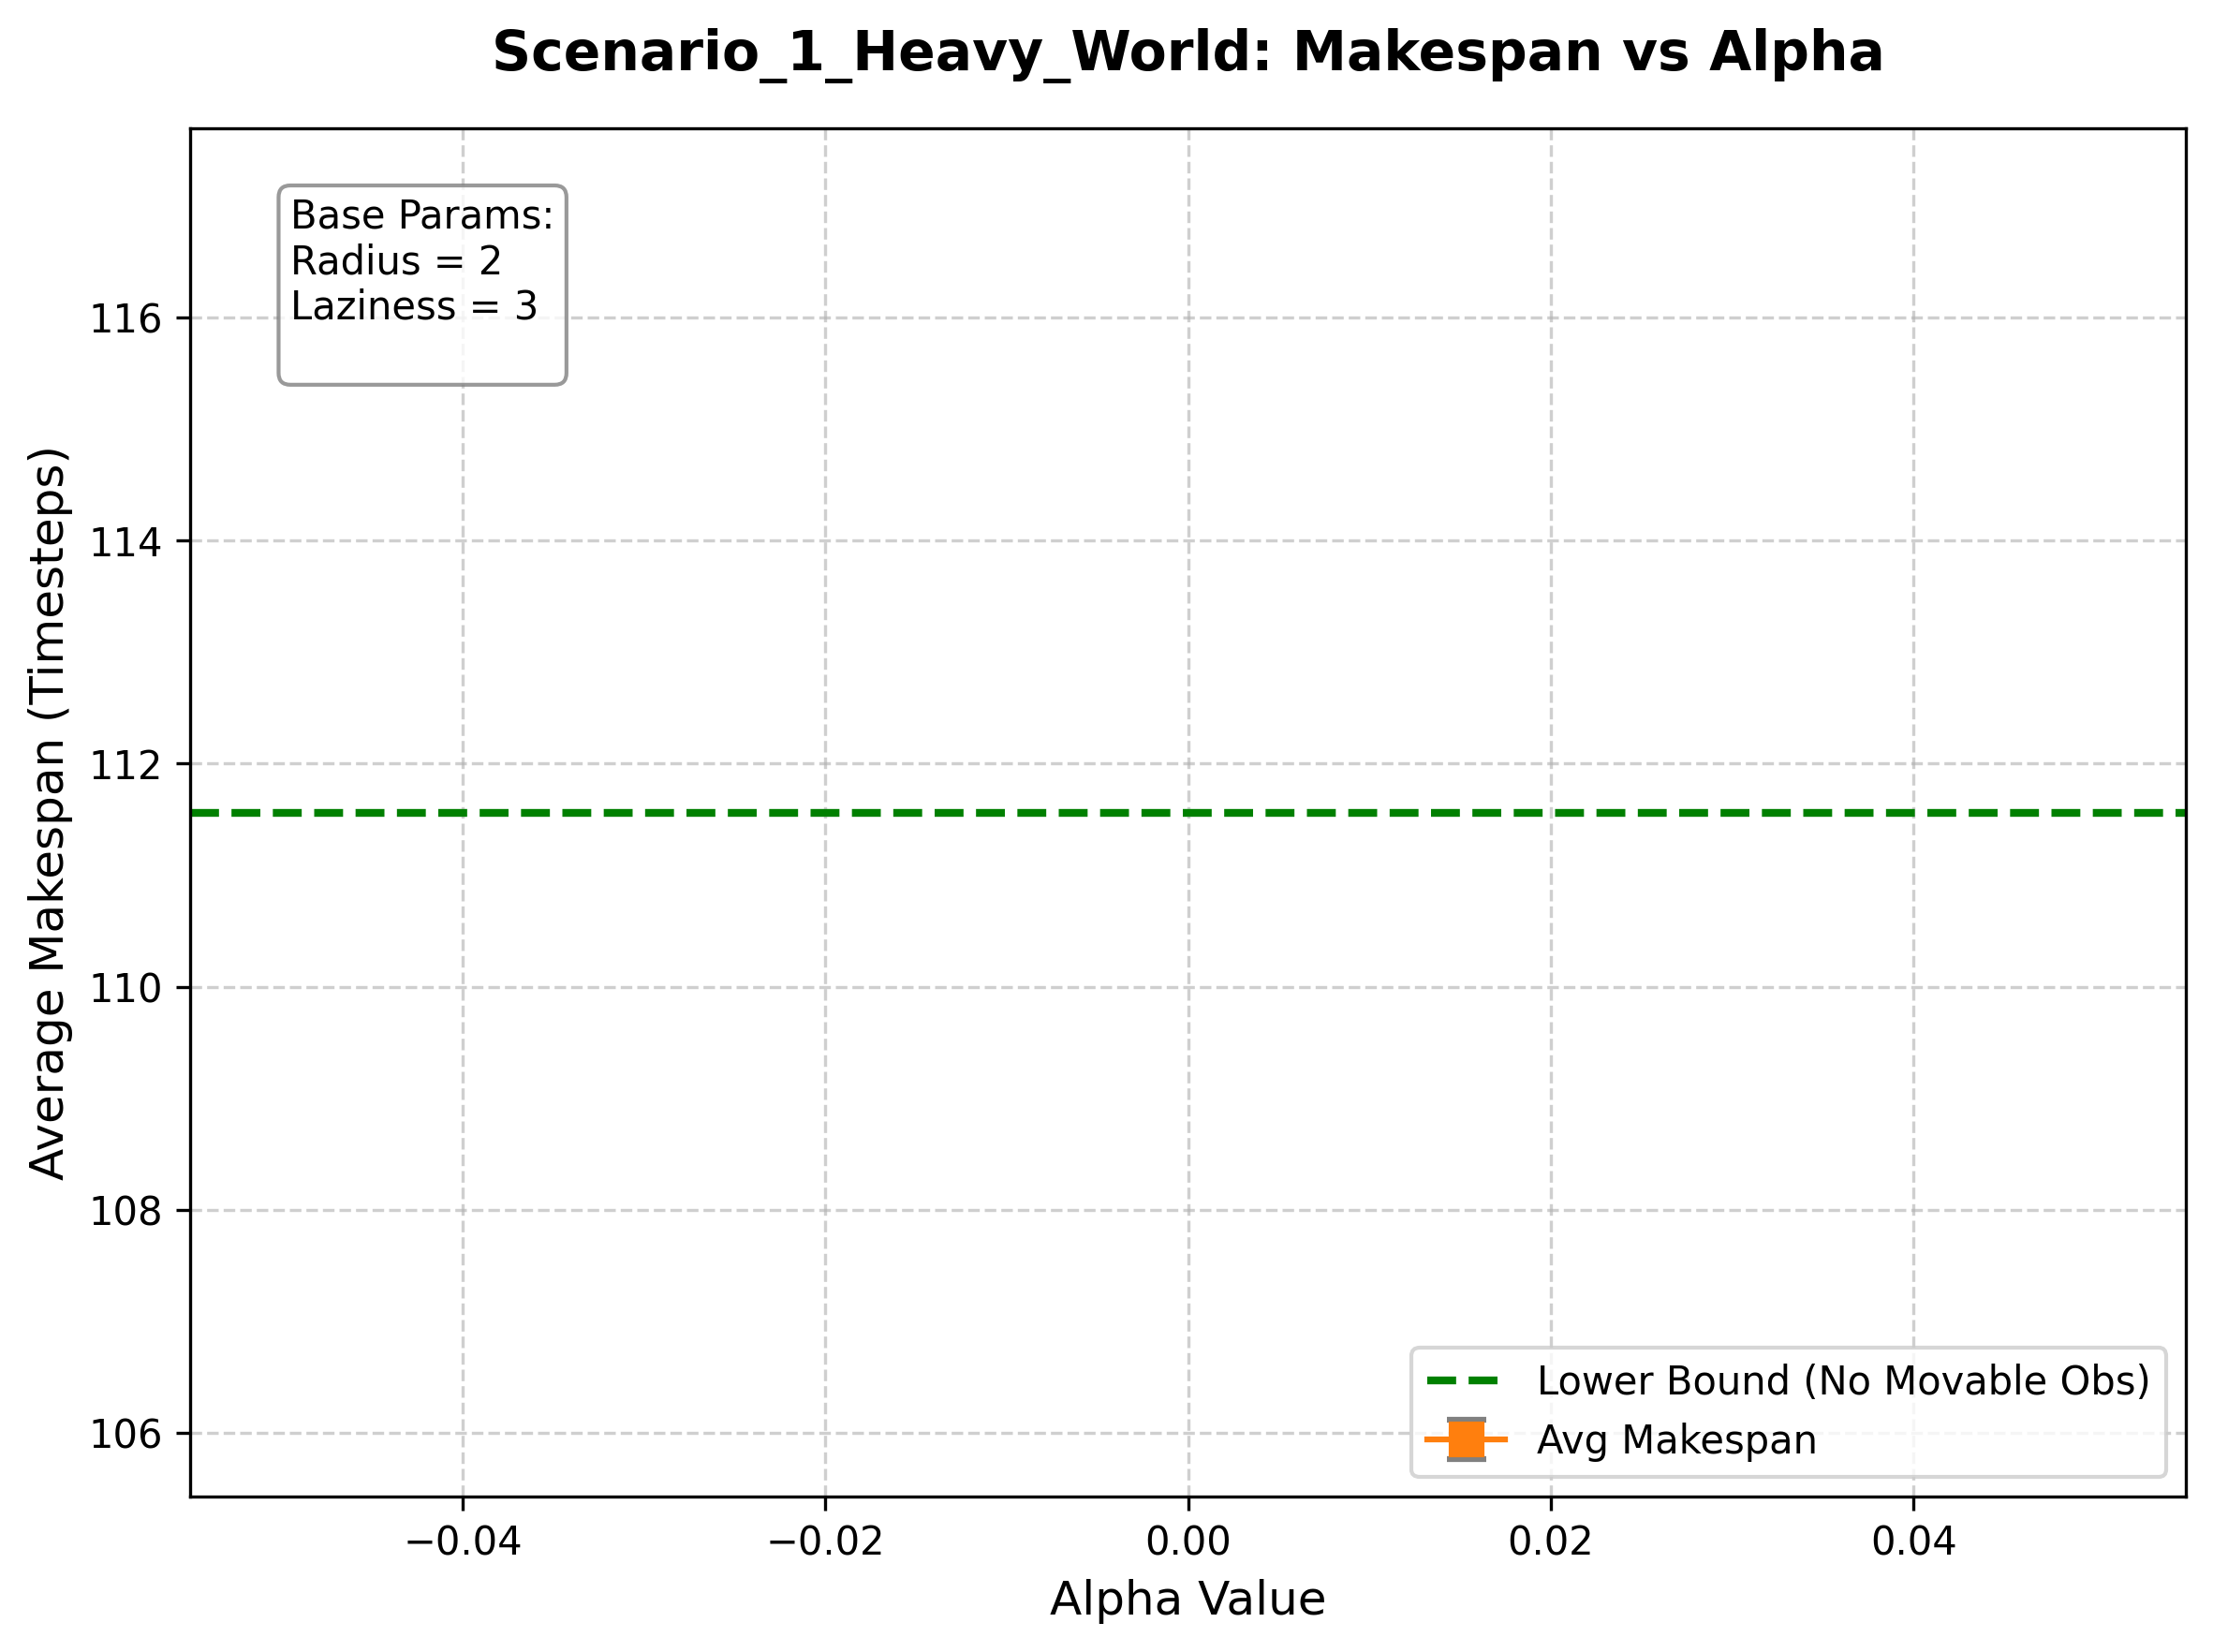 Scenario_1_Heavy_World: Makespan vs Alpha
Base Params:
Radius = 2
Laziness = 3
Average Makespan (Timesteps)
116
114
112
110
108
106
Lower Bound (No Movable Obs)
Avg Makespan
−0.04
−0.02
0.00
0.02
0.04
Alpha Value